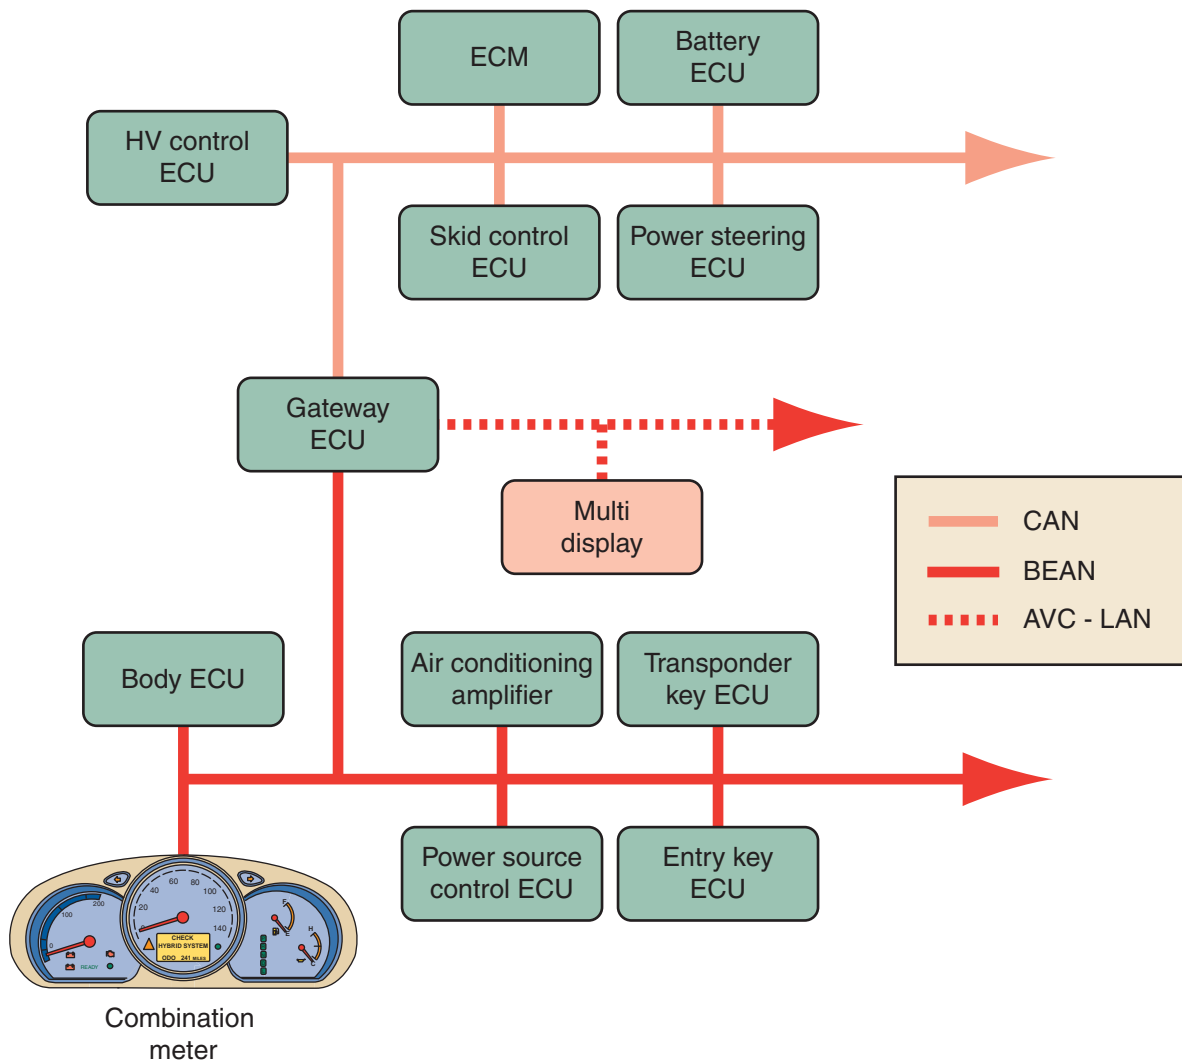 ECM
Battery
ECU
HV control
ECU
Skid control
ECU
Power steering
ECU
Gateway
ECU
Multi
display
CAN
BEAN
AVC - LAN
Body ECU
Air conditioning
amplifier
Transponder
key ECU
Power source
control ECU
Entry key
ECU
0
100
200
READY
0
20
40
60
80
100
120
140
CHECK
HYBRID SYSTEM
ODO 241 MILES
F
E
H
C
Combination
meter